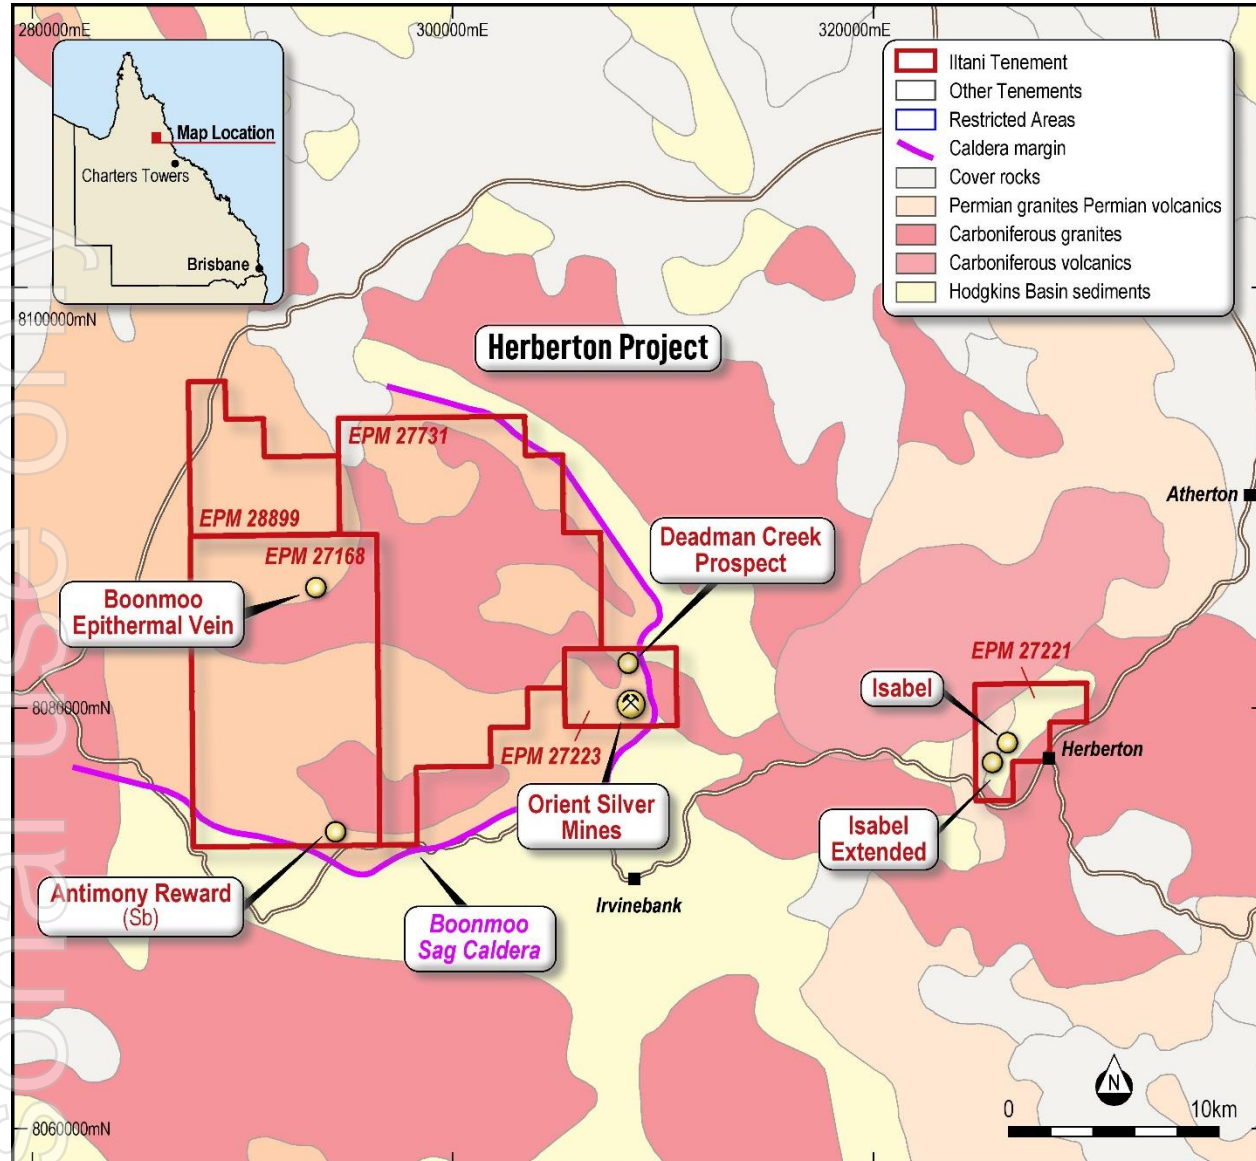 280000mE
300000mE
320000mE
Map Location
Charters Towers
Brisbane
Iltani Tenement
Other Tenements
Restricted Areas
Caldera margin
Cover rocks
Permian granites Permian volcanics
Carboniferous granites
Carboniferous volcanics
Hodgkins Basin sediments
8100000mN
Herberton Project
EPM 27731
Atherton
EPM 28899
EPM 27168
Deadman Creek
Prospect
Boonmoo
Epithermal Vein
EPM 27221
Isabel
8080000mN
EPM 27223
Herberton
Orient Silver
Mines
Isabel
Extended
Antimony Reward
(Sb)
Irvinebank
Boonmoo
Sag Caldera
N
0
10km
8060000mN
sonal use only